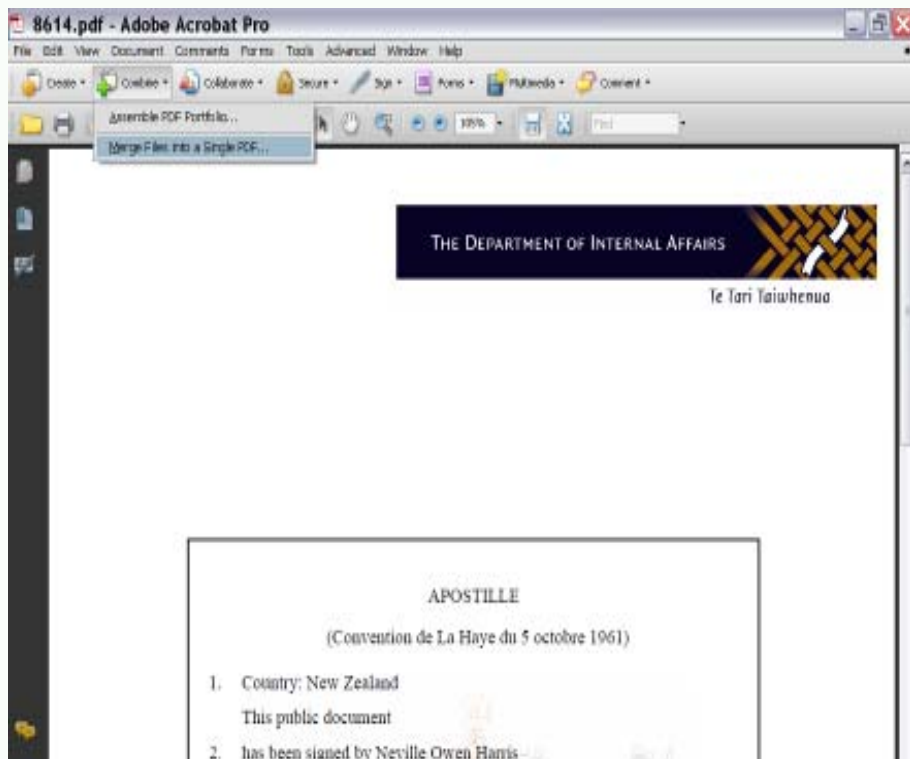 8614.pdf - Adobe Acrobat Pro
File Edit View Document Comments Forms Tools Advanced Window Help
Create Combine Collaborate Secure Sign Forms Multimedia Comment
Assemble PDF Portfolio... 105% Find
Merge Files into a Single PDF...
THE DEPARTMENT OF INTERNAL AFFAIRS
Te Tari Taiwhenua
APOSTILLE
(Convention de La Haye du 5 octobre 1961)
1. Country: New Zealand
This public document
2. has been signed by Neville Owen Harris